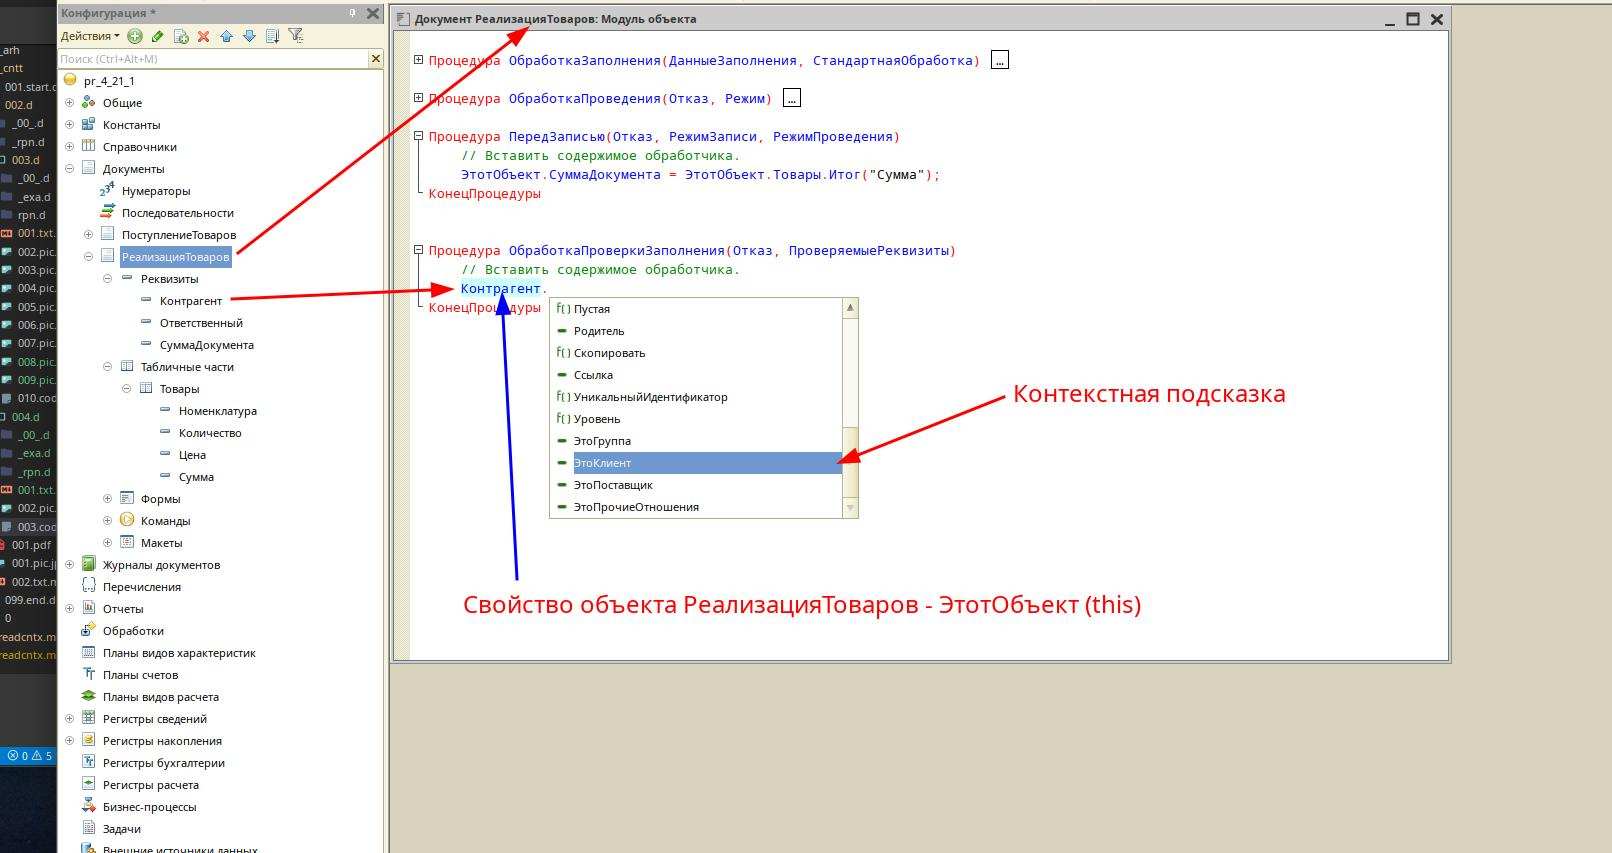 Конфигурация *
Действия
Поиск (Ctrl+Alt+M)
pr_4_21_1
Общие
Константы
Справочники
Документы
Нумераторы
Последовательности
ПоступлениеТоваров
РеализацияТоваров
Реквизиты
Контрагент
Ответственный
СуммаДокумента
Табличные части
Товары
Номенклатура
Количество
Цена
Сумма
Формы
Команды
Макеты
Журналы документов
Перечисления
Отчеты
Обработки
Планы видов характеристик
Планы счетов
Планы видов расчета
Регистры сведений
Регистры накопления
Регистры бухгалтерии
Регистры расчета
Бизнес-процессы
Задачи
Внешние источники данных
_arh
_cntt
001.start.
002.d
_00_.d
_rpn.d
003.d
_00_.d
_exa.d
rpn.d
001.txt.
002.pic.
003.pic.
004.pic.
005.pic.
006.pic.
007.pic.
008.pic.
009.pic.
010.cod
004.d
_00_.d
_exa.d
_rpn.d
001.txt.
002.pic.
003.cod
001.pdf
001.pic.j
002.txt.m
099.end.d
0
readcntx.m
readcntx.m
0 5
Документ РеализацияТоваров: Модуль объекта
Процедура ОбработкаЗаполнения(ДанныеЗаполнения, СтандартнаяОбработка) ...
Процедура ОбработкаПроведения(Отказ, Режим) ...
Процедура ПередЗаписью(Отказ, РежимЗаписи, РежимПроведения)
// Вставить содержимое обработчика.
ЭтотОбъект.СуммаДокумента = ЭтотОбъект.Товары.Итог("Сумма");
КонецПроцедуры
Процедура ОбработкаПроверкиЗаполнения(Отказ, ПроверяемыеРеквизиты)
// Вставить содержимое обработчика.
Контрагент.
КонецПроцедуры
Пустая
Родитель
Скопировать
Ссылка
УникальныйИдентификатор
Уровень
ЭтоГруппа
ЭтоКлиент
ЭтоПоставщик
ЭтоПрочиеОтношения
Контекстная подсказка
Свойство объекта РеализацияТоваров - ЭтотОбъект (this)